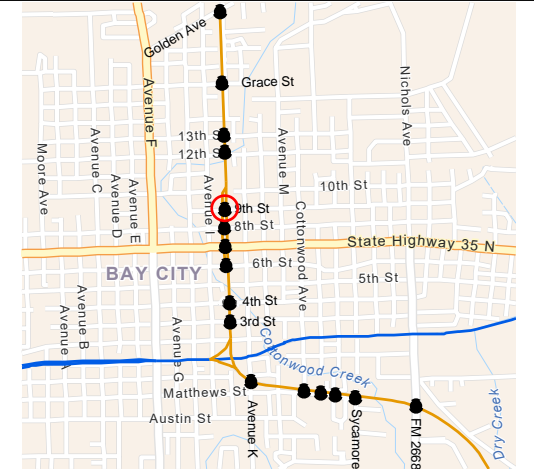 Golden Ave
Grace St
Nichols Ave
Avenue F
13th S
12th S
Avenue M
Avenue C
Moore Ave
10th St
Avenue D
Avenue E
Avenue I
9th St
8th St
Cottonwood Ave
State Highway 35 N
6th St
BAY CITY
5th St
4th St
Avenue B
Avenue A
3rd St
Avenue G
Cottonwood Creek
Matthews St
Dry Creek
Austin St
Avenue K
Sycamore
FM 2668